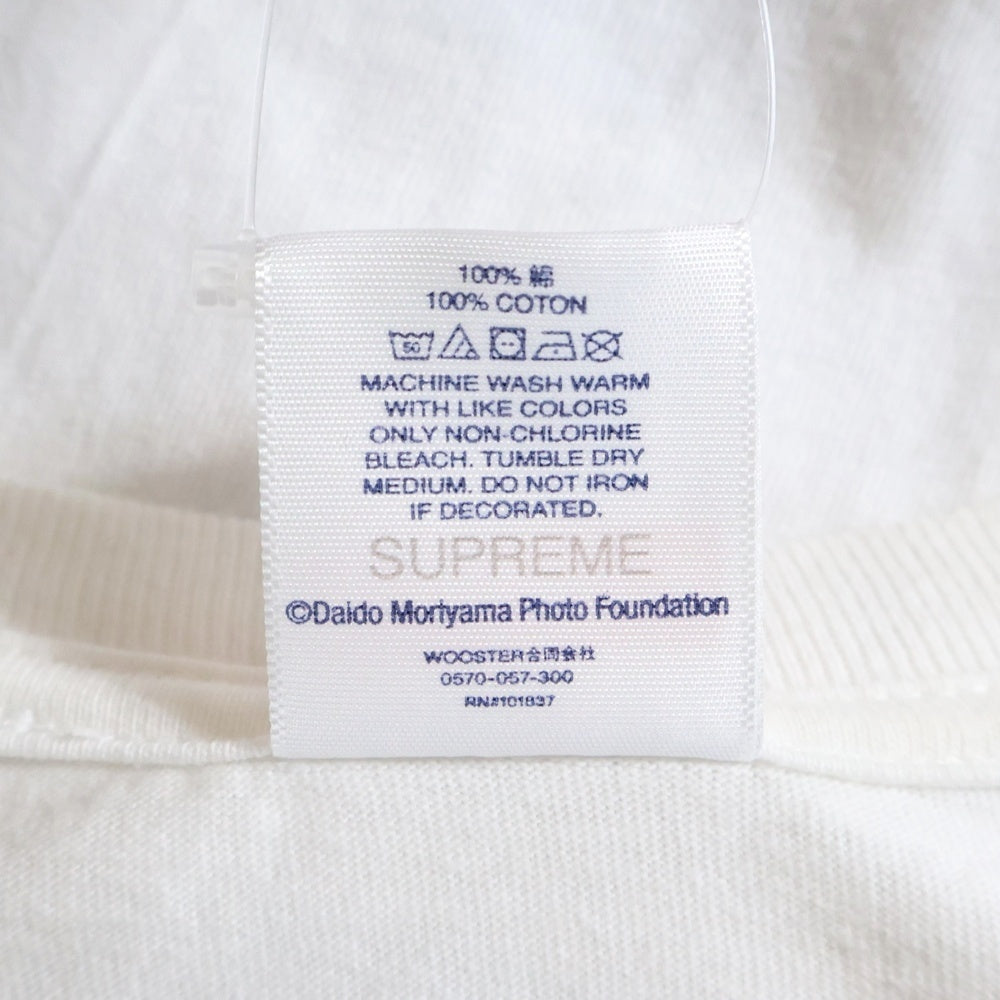 100% 綿
100% COTON
50
MACHINE WASH WARM
WITH LIKE COLORS
ONLY NON-CHLORINE
BLEACH. TUMBLE DRY
MEDIUM. DO NOT IRON
IF DECORATED.
SUPREME
©Daido Moriyama Photo Foundation
WOOSTER合同会社
0570-057-300
RN#101837